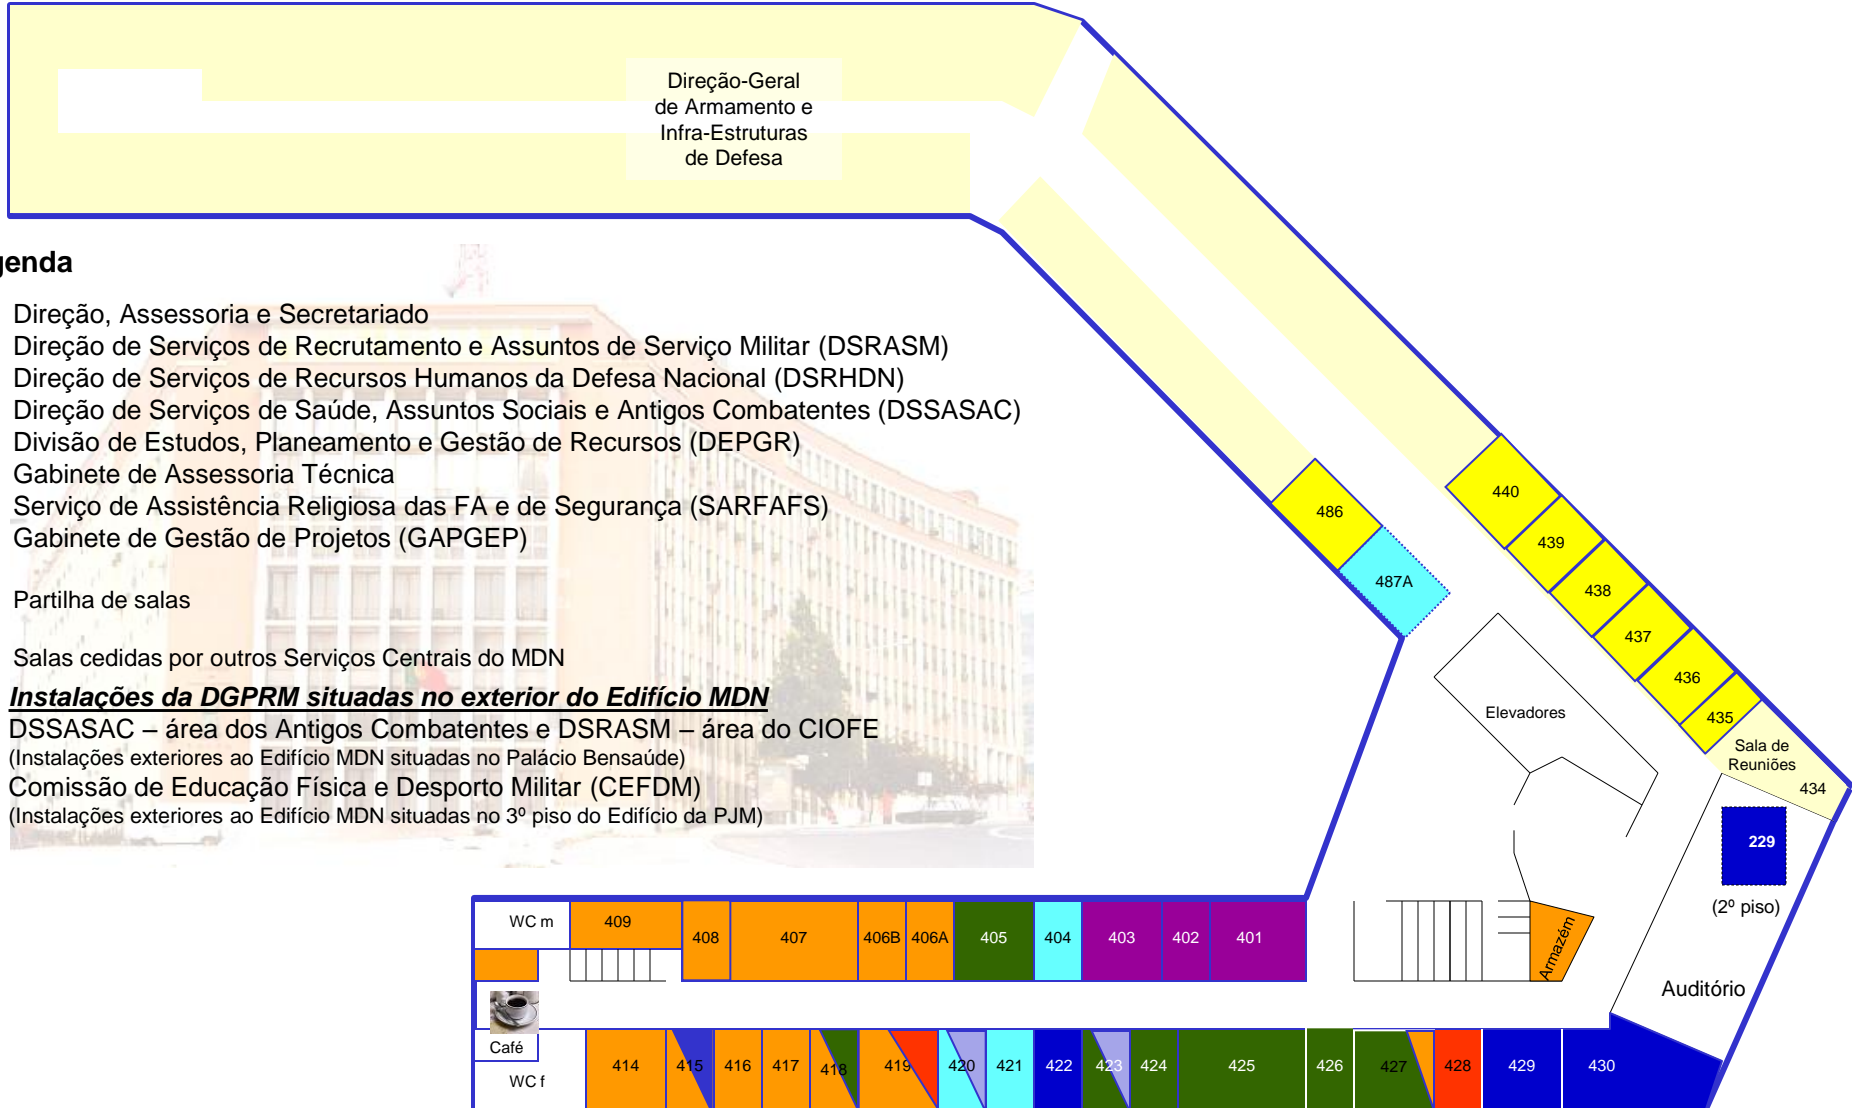 Direção-Geral
de Armamento e
Infra-Estruturas
de Defesa
genda
Direção, Assessoria e Secretariado
Direção de Serviços de Recrutamento e Assuntos de Serviço Militar (DSRASM)
Direção de Serviços de Recursos Humanos da Defesa Nacional (DSRHDN)
Direção de Serviços de Saúde, Assuntos Sociais e Antigos Combatentes (DSSASAC)
Divisão de Estudos, Planeamento e Gestão de Recursos (DEPGR)
Gabinete de Assessoria Técnica
Serviço de Assistência Religiosa das FA e de Segurança (SARFAFS)
Gabinete de Gestão de Projetos (GAPGEP)
Partilha de salas
Salas cedidas por outros Serviços Centrais do MDN
Instalações da DGPRM situadas no exterior do Edifício MDN
DSSASAC – área dos Antigos Combatentes e DSRASM – área do CIOFE
(Instalações exteriores ao Edifício MDN situadas no Palácio Bensaúde)
Comissão de Educação Física e Desporto Militar (CEFDM)
(Instalações exteriores ao Edifício MDN situadas no 3º piso do Edifício da PJM)
486
487A
440
439
438
437
436
435
Sala de
Reuniões
434
Elevadores
229
(2º piso)
Auditório
Armazém
WC m
409
408
407
406B
406A
405
404
403
402
401
Café
WC f
414
415
416
417
418
419
420
421
422
423
424
425
426
427
428
429
430